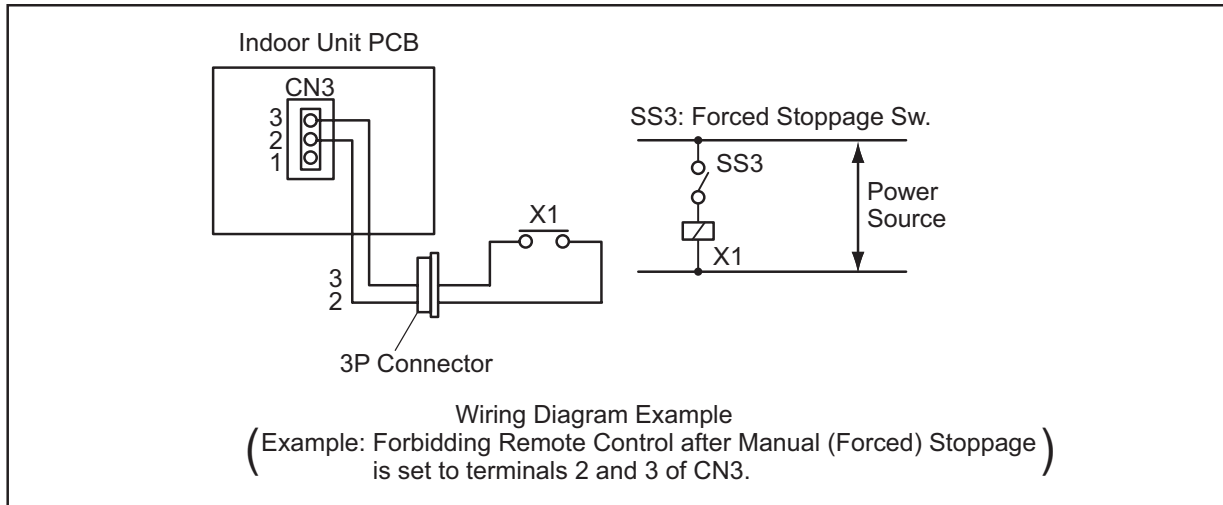 Indoor Unit PCB
CN3
3
2
1
SS3: Forced Stoppage Sw.
SS3
Power
Source
X1
X1
3
2
3P Connector
Wiring Diagram Example
(Example: Forbidding Remote Control after Manual (Forced) Stoppage
is set to terminals 2 and 3 of CN3.)